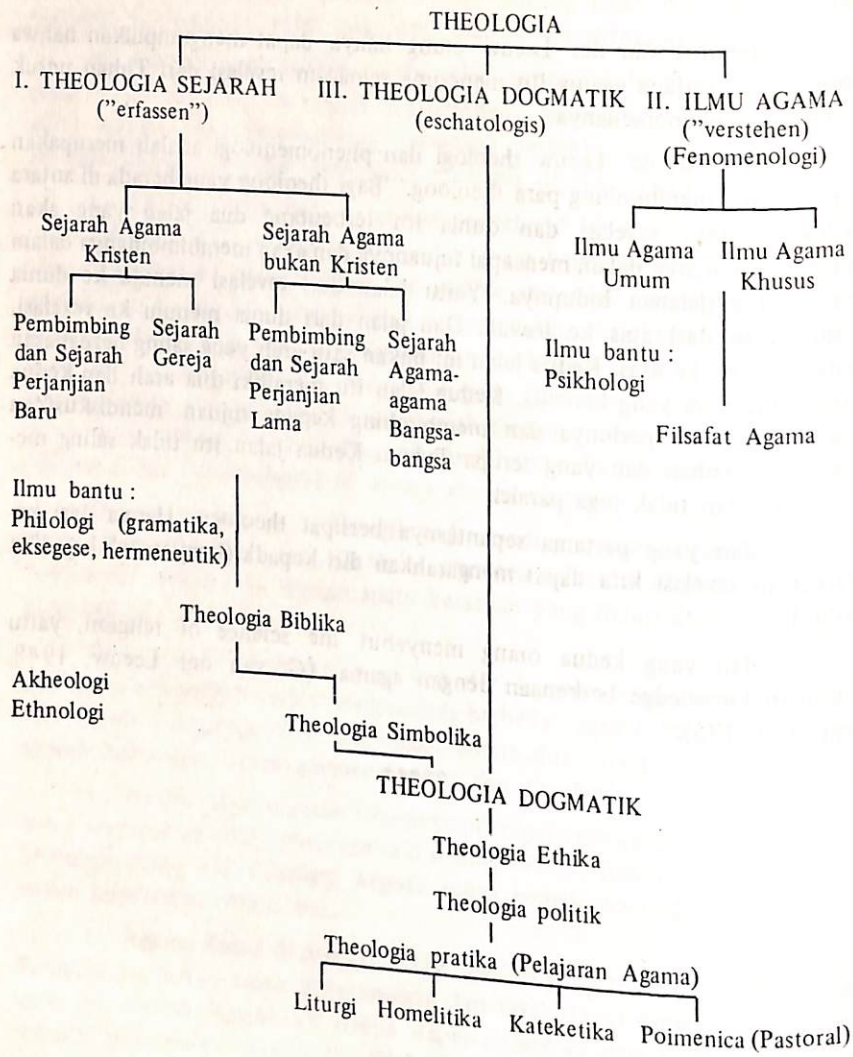 THEOLOGIA
I. THEOLOGIA SEJARAH
("erfassen")
III. THEOLOGIA DOGMATIK
(eschatologis)
II. ILMU AGAMA
("verstehen)
(Fenomenologi)
Sejarah Agama
Kristen
Sejarah Agama
bukan Kristen
Ilmu Agama
Umum
Ilmu Agama
Khusus
Pembimbing
dan Sejarah
Perjanjian
Baru
Sejarah
Gereja
Pembimbing
dan Sejarah
Perjanjian
Lama
Sejarah
Agama-
agama
Bangsa-
bangsa
Ilmu bantu :
Psikhologi
Filsafat Agama
Ilmu bantu :
Philologi (gramatika,
eksegese, hermeneutik)
Theologia Biblika
Akheologi
Ethnologi
Theologia Simbolika
THEOLOGIA DOGMATIK
Theologia Ethika
Theologia politik
Theologia pratika (Pelajaran Agama)
Liturgi Homelitika Kateketika Poimenica (Pastoral)